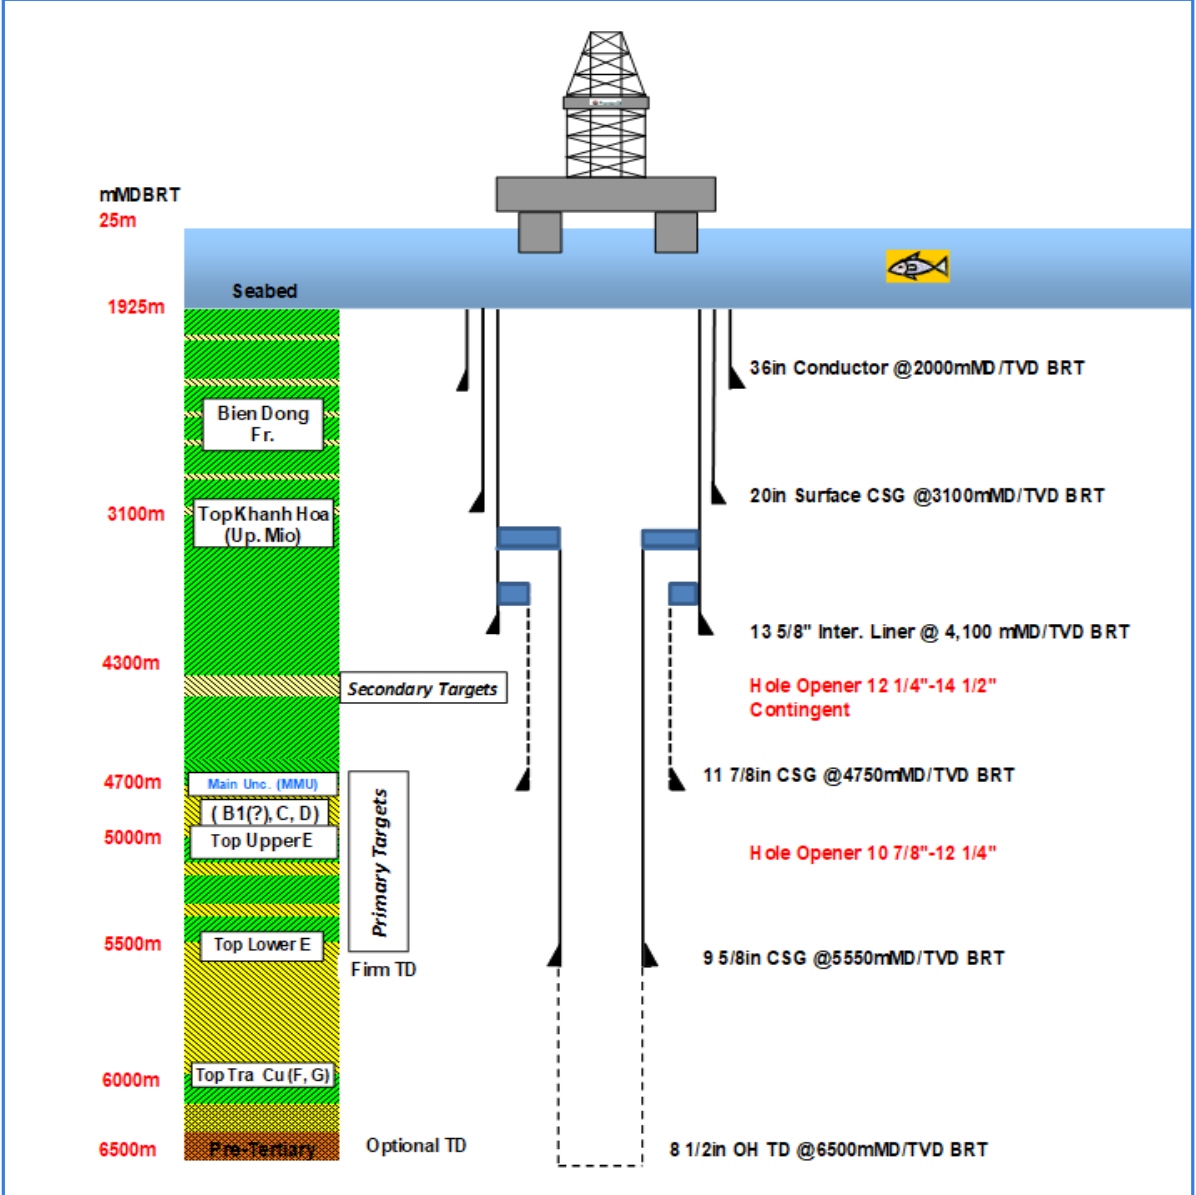 mMDBRT
25m
Seabed
1925m
36in Conductor @2000mMD/TVD BRT
Bien Dong
Fr.
20in Surface CSG @3100mMD/TVD BRT
3100m
Top Khanh Hoa
(Up. Mio)
13 5/8" Inter. Liner @ 4,100 mMD/TVD BRT
4300m
Secondary Targets
Hole Opener 12 1/4"-14 1/2"
Contingent
4700m
Main Unc. (MMU)
11 7/8in CSG @4750mMD/TVD BRT
( B1(?), C, D)
5000m
Top Upper E
Primary Targets
Hole Opener 10 7/8"-12 1/4"
5500m
Top Lower E
9 5/8in CSG @5550mMD/TVD BRT
Firm TD
6000m
Top Tra Cu (F, G)
6500m
Pre-Tertiary
Optional TD
8 1/2in OH TD @6500mMD/TVD BRT